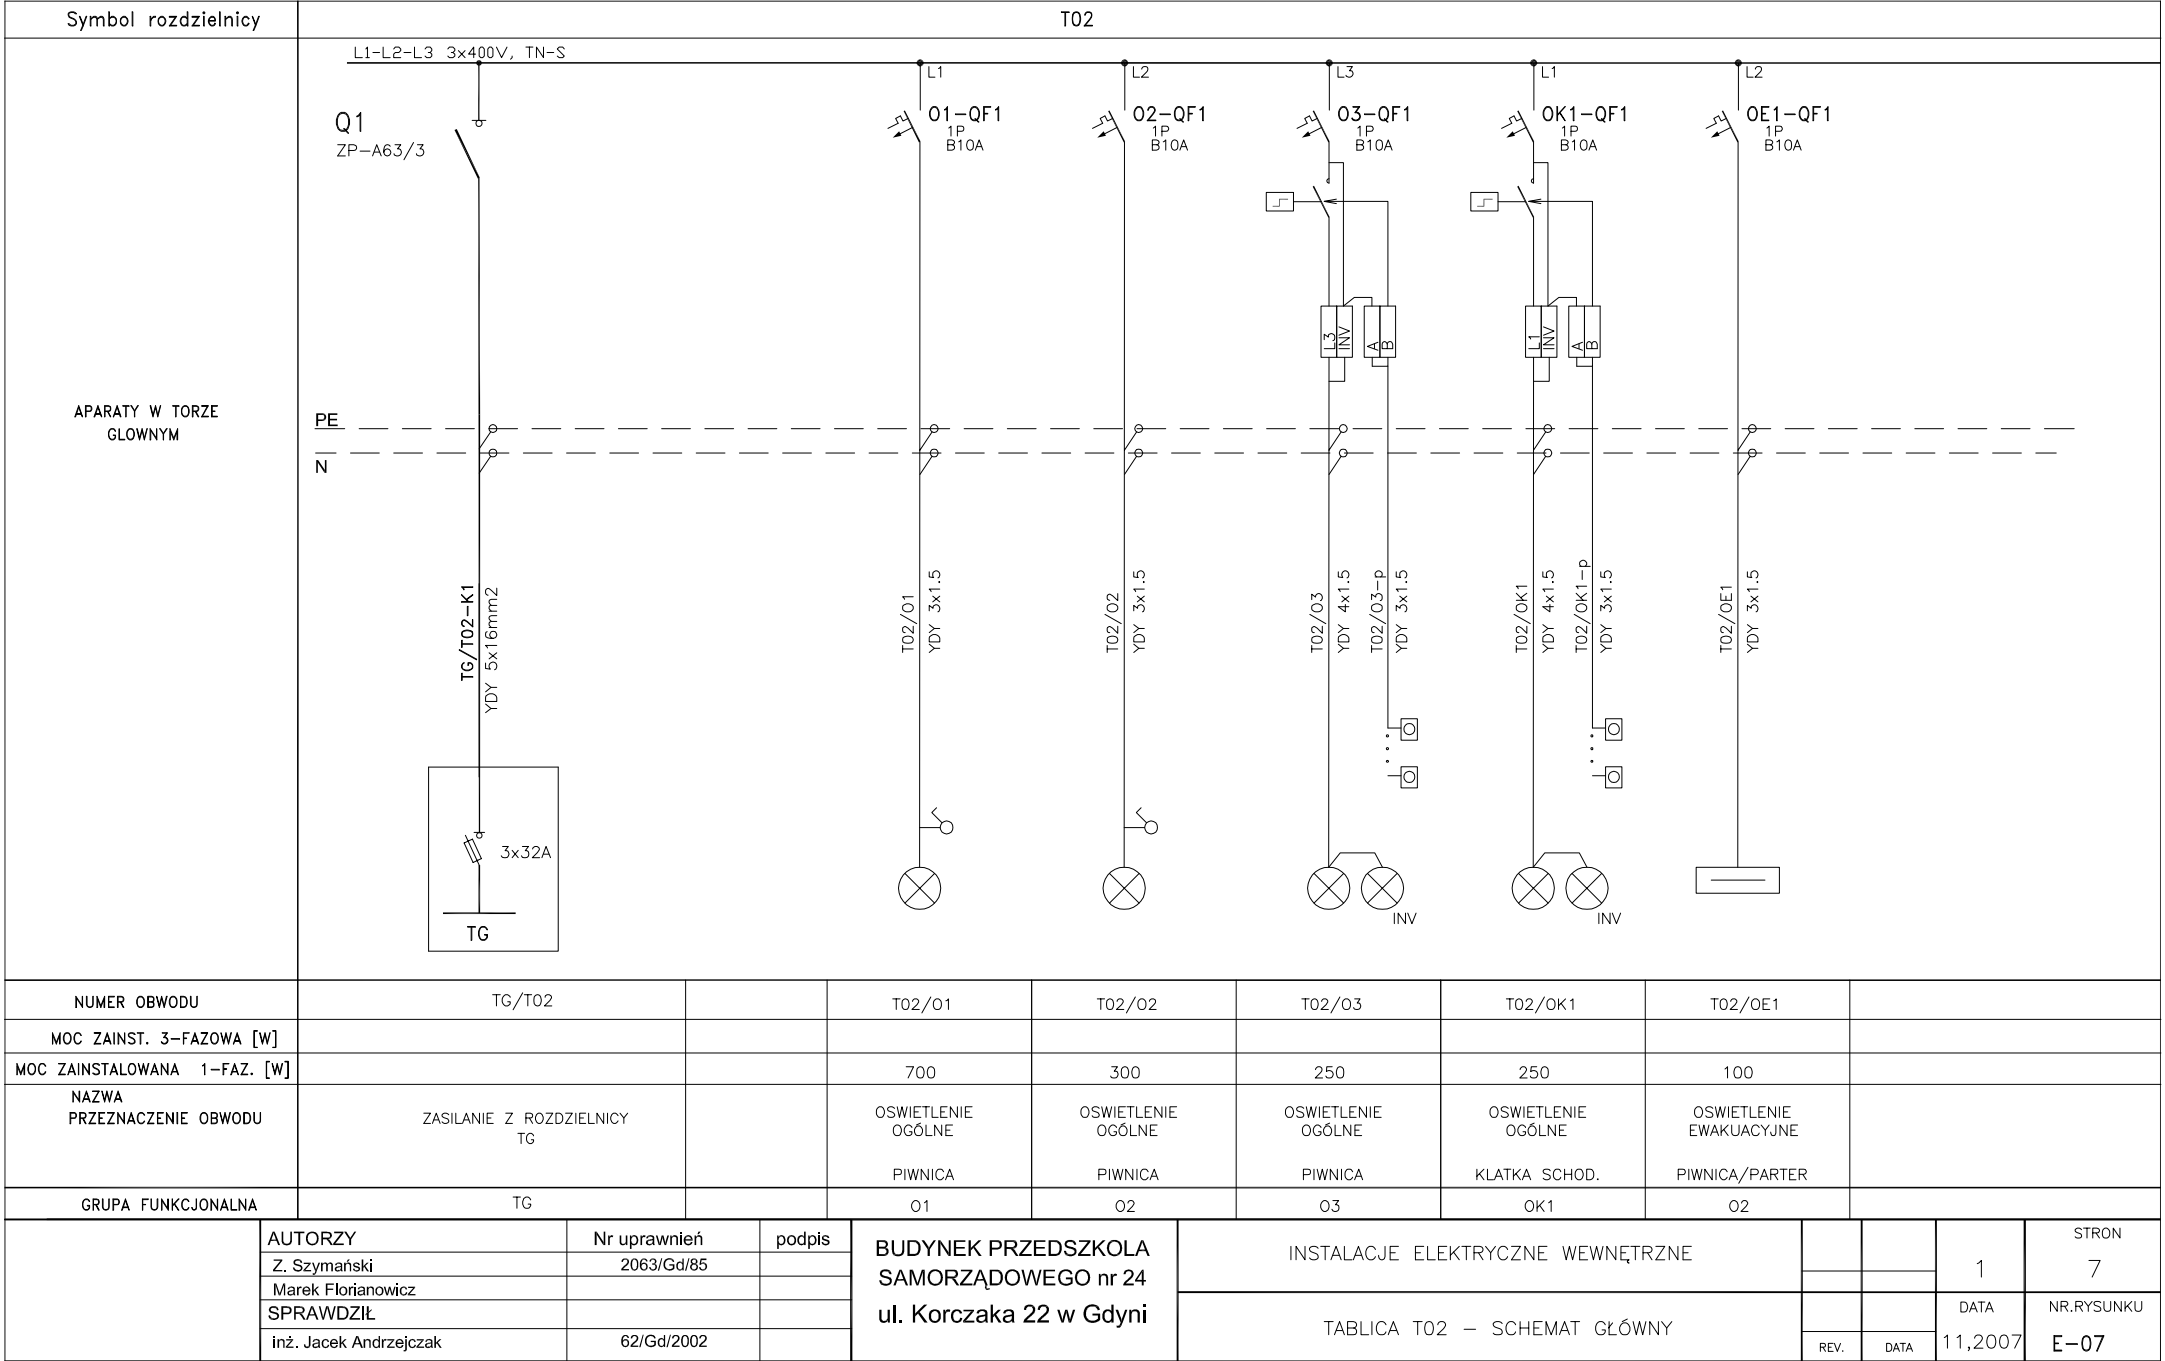 Symbol rozdzielnicy
T02
L1-L2-L3 3x400V, TN-S
L1
L2
L3
L1
L2
Q1
ZP-A63/3
O1-QF1
1P
B10A
O2-QF1
1P
B10A
O3-QF1
1P
B10A
OK1-QF1
1P
B10A
OE1-QF1
1P
B10A
L3
INV
A
B
L1
INV
A
B
APARATY W TORZE
GLOWNYM
PE
N
TG/T02-K1
YDY 5x16mm2
T02/O1
YDY 3x1.5
T02/O2
YDY 3x1.5
T02/O3
YDY 4x1.5
T02/O3-p
YDY 3x1.5
T02/OK1
YDY 4x1.5
T02/OK1-p
YDY 3x1.5
T02/OE1
YDY 3x1.5
3x32A
TG
INV
INV
NUMER OBWODU TG/T02 T02/O1 T02/O2 T02/O3 T02/OK1 T02/OE1
MOC ZAINST. 3-FAZOWA [W]
MOC ZAINSTALOWANA 1-FAZ. [W] 700 300 250 250 100
NAZWA
PRZEZNACZENIE OBWODU
ZASILANIE Z ROZDZIELNICY
TG
OSWIETLENIE
OGÓLNE
PIWNICA
OSWIETLENIE
OGÓLNE
PIWNICA
OSWIETLENIE
OGÓLNE
PIWNICA
OSWIETLENIE
OGÓLNE
KLATKA SCHOD.
OSWIETLENIE
EWAKUACYJNE
PIWNICA/PARTER
GRUPA FUNKCJONALNA TG O1 O2 O3 OK1 O2
AUTORZY Nr uprawnień podpis
Z. Szymański 2063/Gd/85
Marek Florianowicz
SPRAWDZIŁ
inż. Jacek Andrzejczak 62/Gd/2002
BUDYNEK PRZEDSZKOLA
SAMORZĄDOWEGO nr 24
ul. Korczaka 22 w Gdyni
INSTALACJE ELEKTRYCZNE WEWNĘTRZNE
TABLICA T02 - SCHEMAT GŁÓWNY
REV.
DATA
1
STRON
7
DATA
11,2007
NR.RYSUNKU
E-07